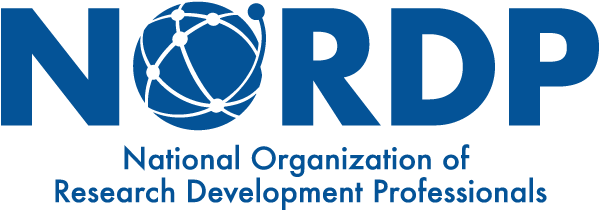 NORDP
National Organization of
Research Development Professionals